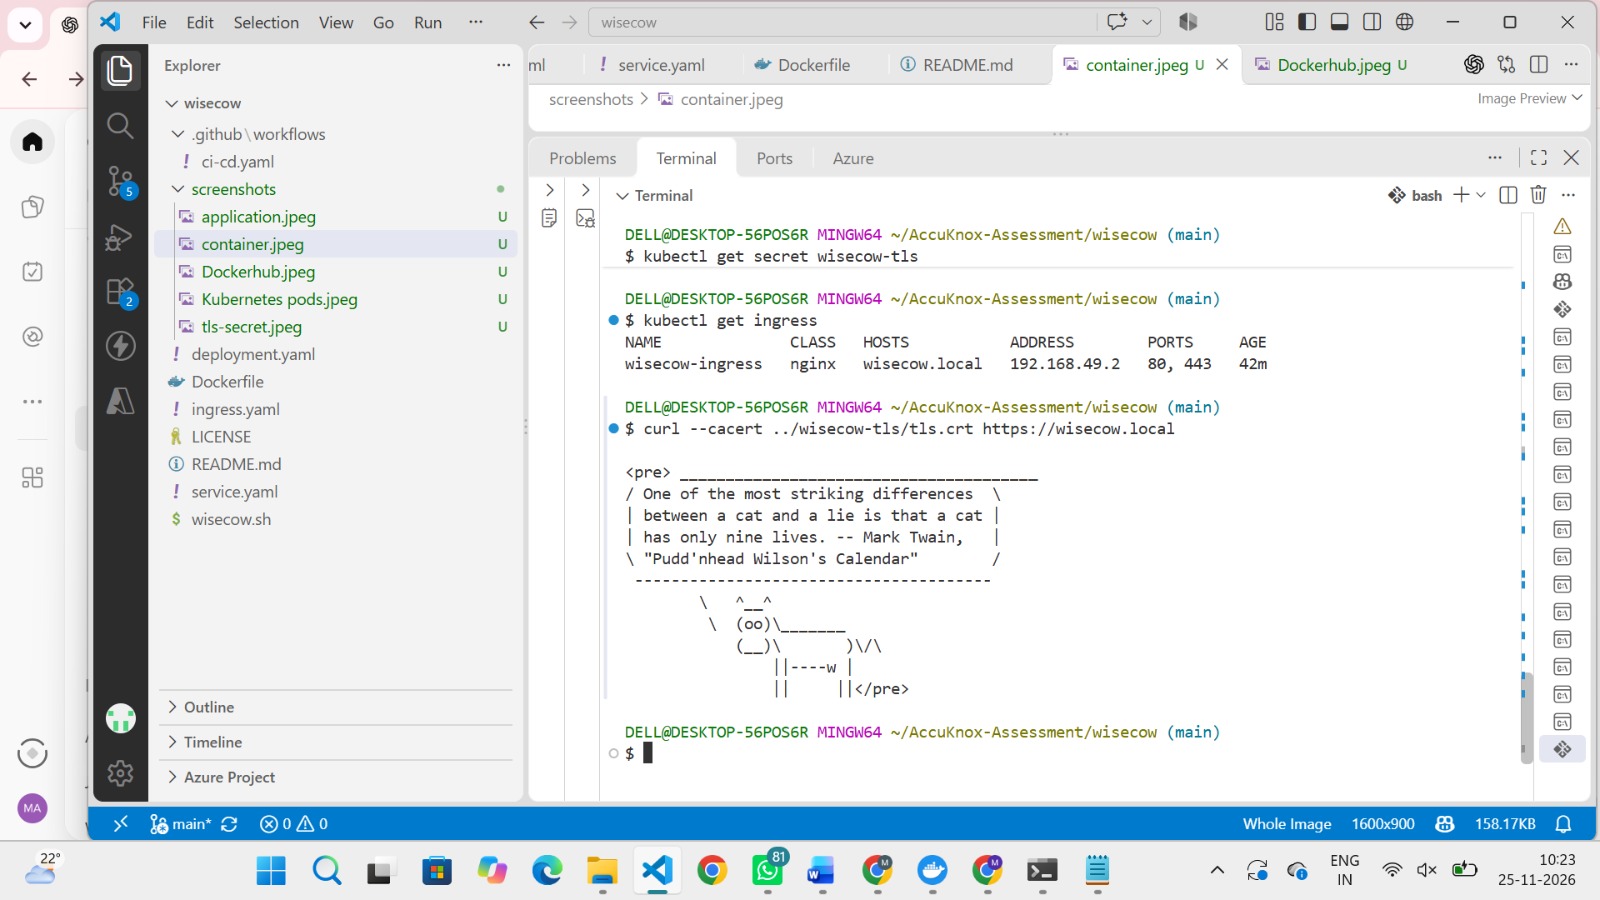 File Edit Selection View Go Run ... wisecow
Explorer
wisecow
.github\workflows
ci-cd.yaml
screenshots
application.jpeg U
container.jpeg U
Dockerhub.jpeg U
Kubernetes pods.jpeg U
tls-secret.jpeg U
deployment.yaml
Dockerfile
ingress.yaml
LICENSE
README.md
service.yaml
wisecow.sh
Outline
Timeline
Azure Project
5
2
MA
ml service.yaml Dockerfile README.md container.jpeg U Dockerhub.jpeg U
screenshots > container.jpeg Image Preview
Problems Terminal Ports Azure
Terminal bash
DELL@DESKTOP-56POS6R MINGW64 ~/AccuKnox-Assessment/wisecow (main)
$ kubectl get secret wisecow-tls
DELL@DESKTOP-56POS6R MINGW64 ~/AccuKnox-Assessment/wisecow (main)
$ kubectl get ingress
NAME CLASS HOSTS ADDRESS PORTS AGE
wisecow-ingress nginx wisecow.local 192.168.49.2 80, 443 42m
DELL@DESKTOP-56POS6R MINGW64 ~/AccuKnox-Assessment/wisecow (main)
$ curl --cacert ../wisecow-tls/tls.crt https://wisecow.local
<pre> _____________________________________
/ One of the most striking differences \
| between a cat and a lie is that a cat |
| has only nine lives. -- Mark Twain, |
\ "Pudd'nhead Wilson's Calendar" /
 ---------------------------------------
\ ^__^
\ (oo)\_______
(__)\ )\/\
||----w |
|| ||</pre>
DELL@DESKTOP-56POS6R MINGW64 ~/AccuKnox-Assessment/wisecow (main)
$
main* 0 0 Whole Image 1600x900 158.17KB
22° 81 ENG IN 10:23 25-11-2026